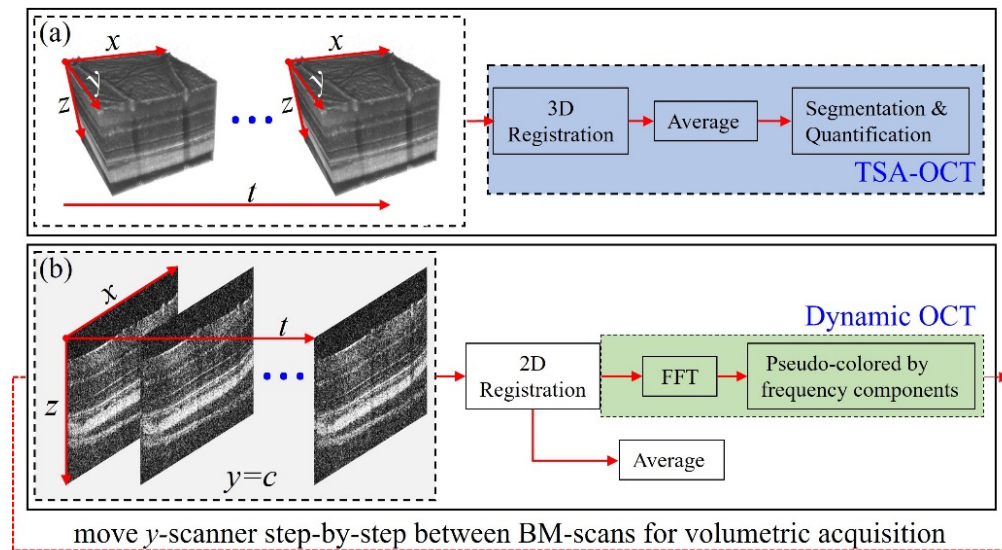 (a)
x
y
z
x
y
z
t
3D
Registration
Average
Segmentation &
Quantification
TSA-OCT
(b)
x
t
z
y=c
2D
Registration
Dynamic OCT
FFT
Pseudo-colored by
frequency components
Average
move y-scanner step-by-step between BM-scans for volumetric acquisition